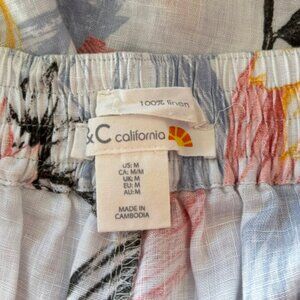 100% linen
&C california
US: M
CA: M/M
UK: M
EU: M
AU: M
MADE IN
CAMBODIA